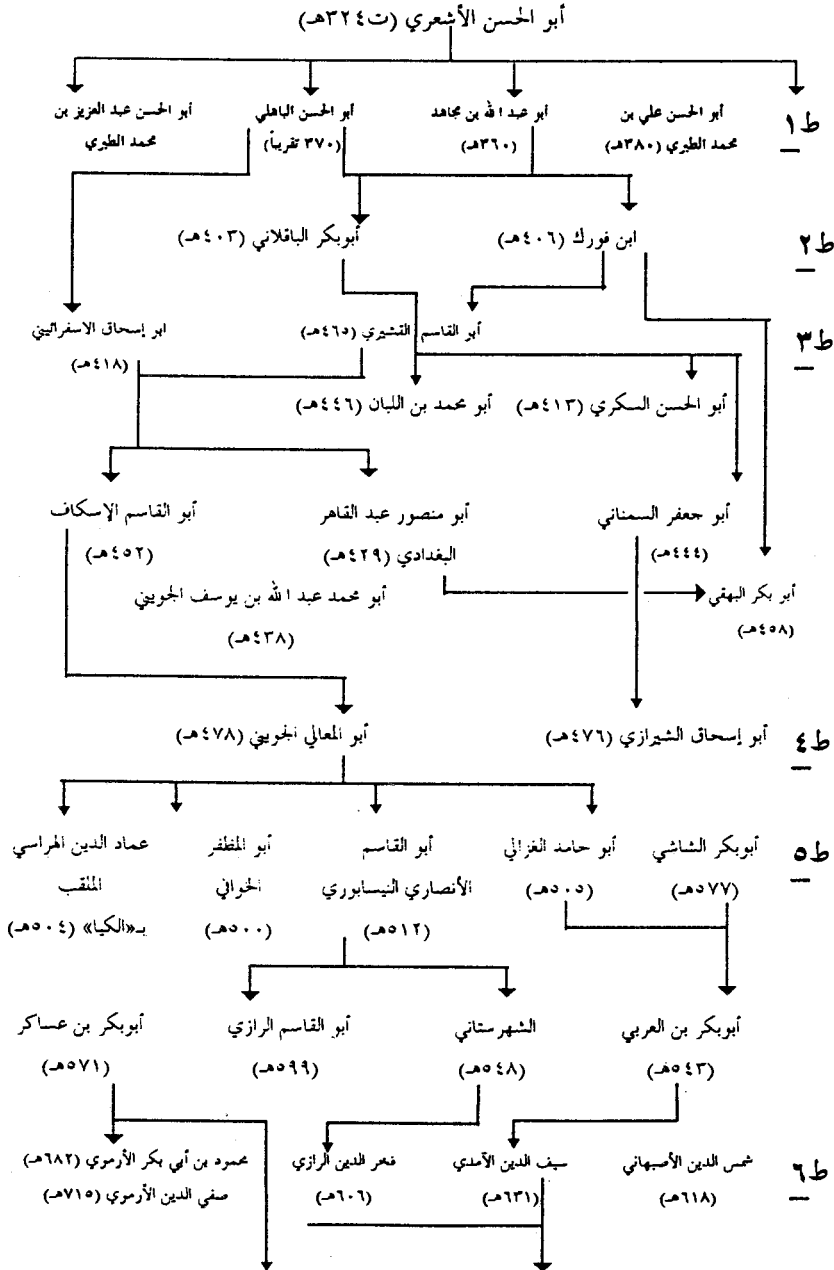 أبو الحسن الأشعري (ت٣٢٤هـ)
ط١
أبو الحسن علي بن
محمد الطبري (٣٨٠هـ)
أبو عبد الله بن مجاهد
(٣٦٠هـ)
أبو الحسن الباهلي
(٣٧٠ تقريباً)
أبو الحسن عبد العزيز بن
محمد الطبري
ط٢
ابن فورك (٤٠٦هـ)
أبوبكر الباقلاني (٤٠٣هـ)
ط٣
أبو القاسم القشيري (٤٦٥هـ)
ابو إسحاق الاسفرائيني
(٤١٨هـ)
أبو الحسن السكري (٤١٣هـ)
أبو محمد بن اللبان (٤٤٦هـ)
أبو جعفر السمناني
(٤٤٤هـ)
أبو منصور عبد القاهر
البغدادي (٤٢٩هـ)
أبو القاسم الإسكاف
(٤٥٢هـ)
أبو بكر البهقي
(٤٥٨هـ)
أبو محمد عبد الله بن يوسف الجويني
(٤٣٨هـ)
ط٤
أبو إسحاق الشيرازي (٤٧٦هـ)
أبو المعالي الجويني (٤٧٨هـ)
ط٥
أبوبكر الشاشي
(٥٧٧هـ)
أبو حامد الغزالي
(٥٠٥هـ)
أبو القاسم
الأنصاري النيسابوري
(٥١٢هـ)
أبو المظفر
الخوافي
(٥٠٠هـ)
عماد الدين الهراسي
الملقب
بـ«الكيا» (٥٠٤هـ)
أبوبكر بن العربي
(٥٤٣هـ)
الشهرستاني
(٥٤٨هـ)
أبو القاسم الرازي
(٥٩٩هـ)
أبوبكر بن عساكر
(٥٧١هـ)
ط٦
شمس الدين الأصبهاني
(٦١٨هـ)
سيف الدين الآمدي
(٦٣١هـ)
فخر الدين الرازي
(٦٠٦هـ)
محمود بن أبي بكر الأرموي (٦٨٢هـ)
صفي الدين الأرموي (٧١٥هـ)